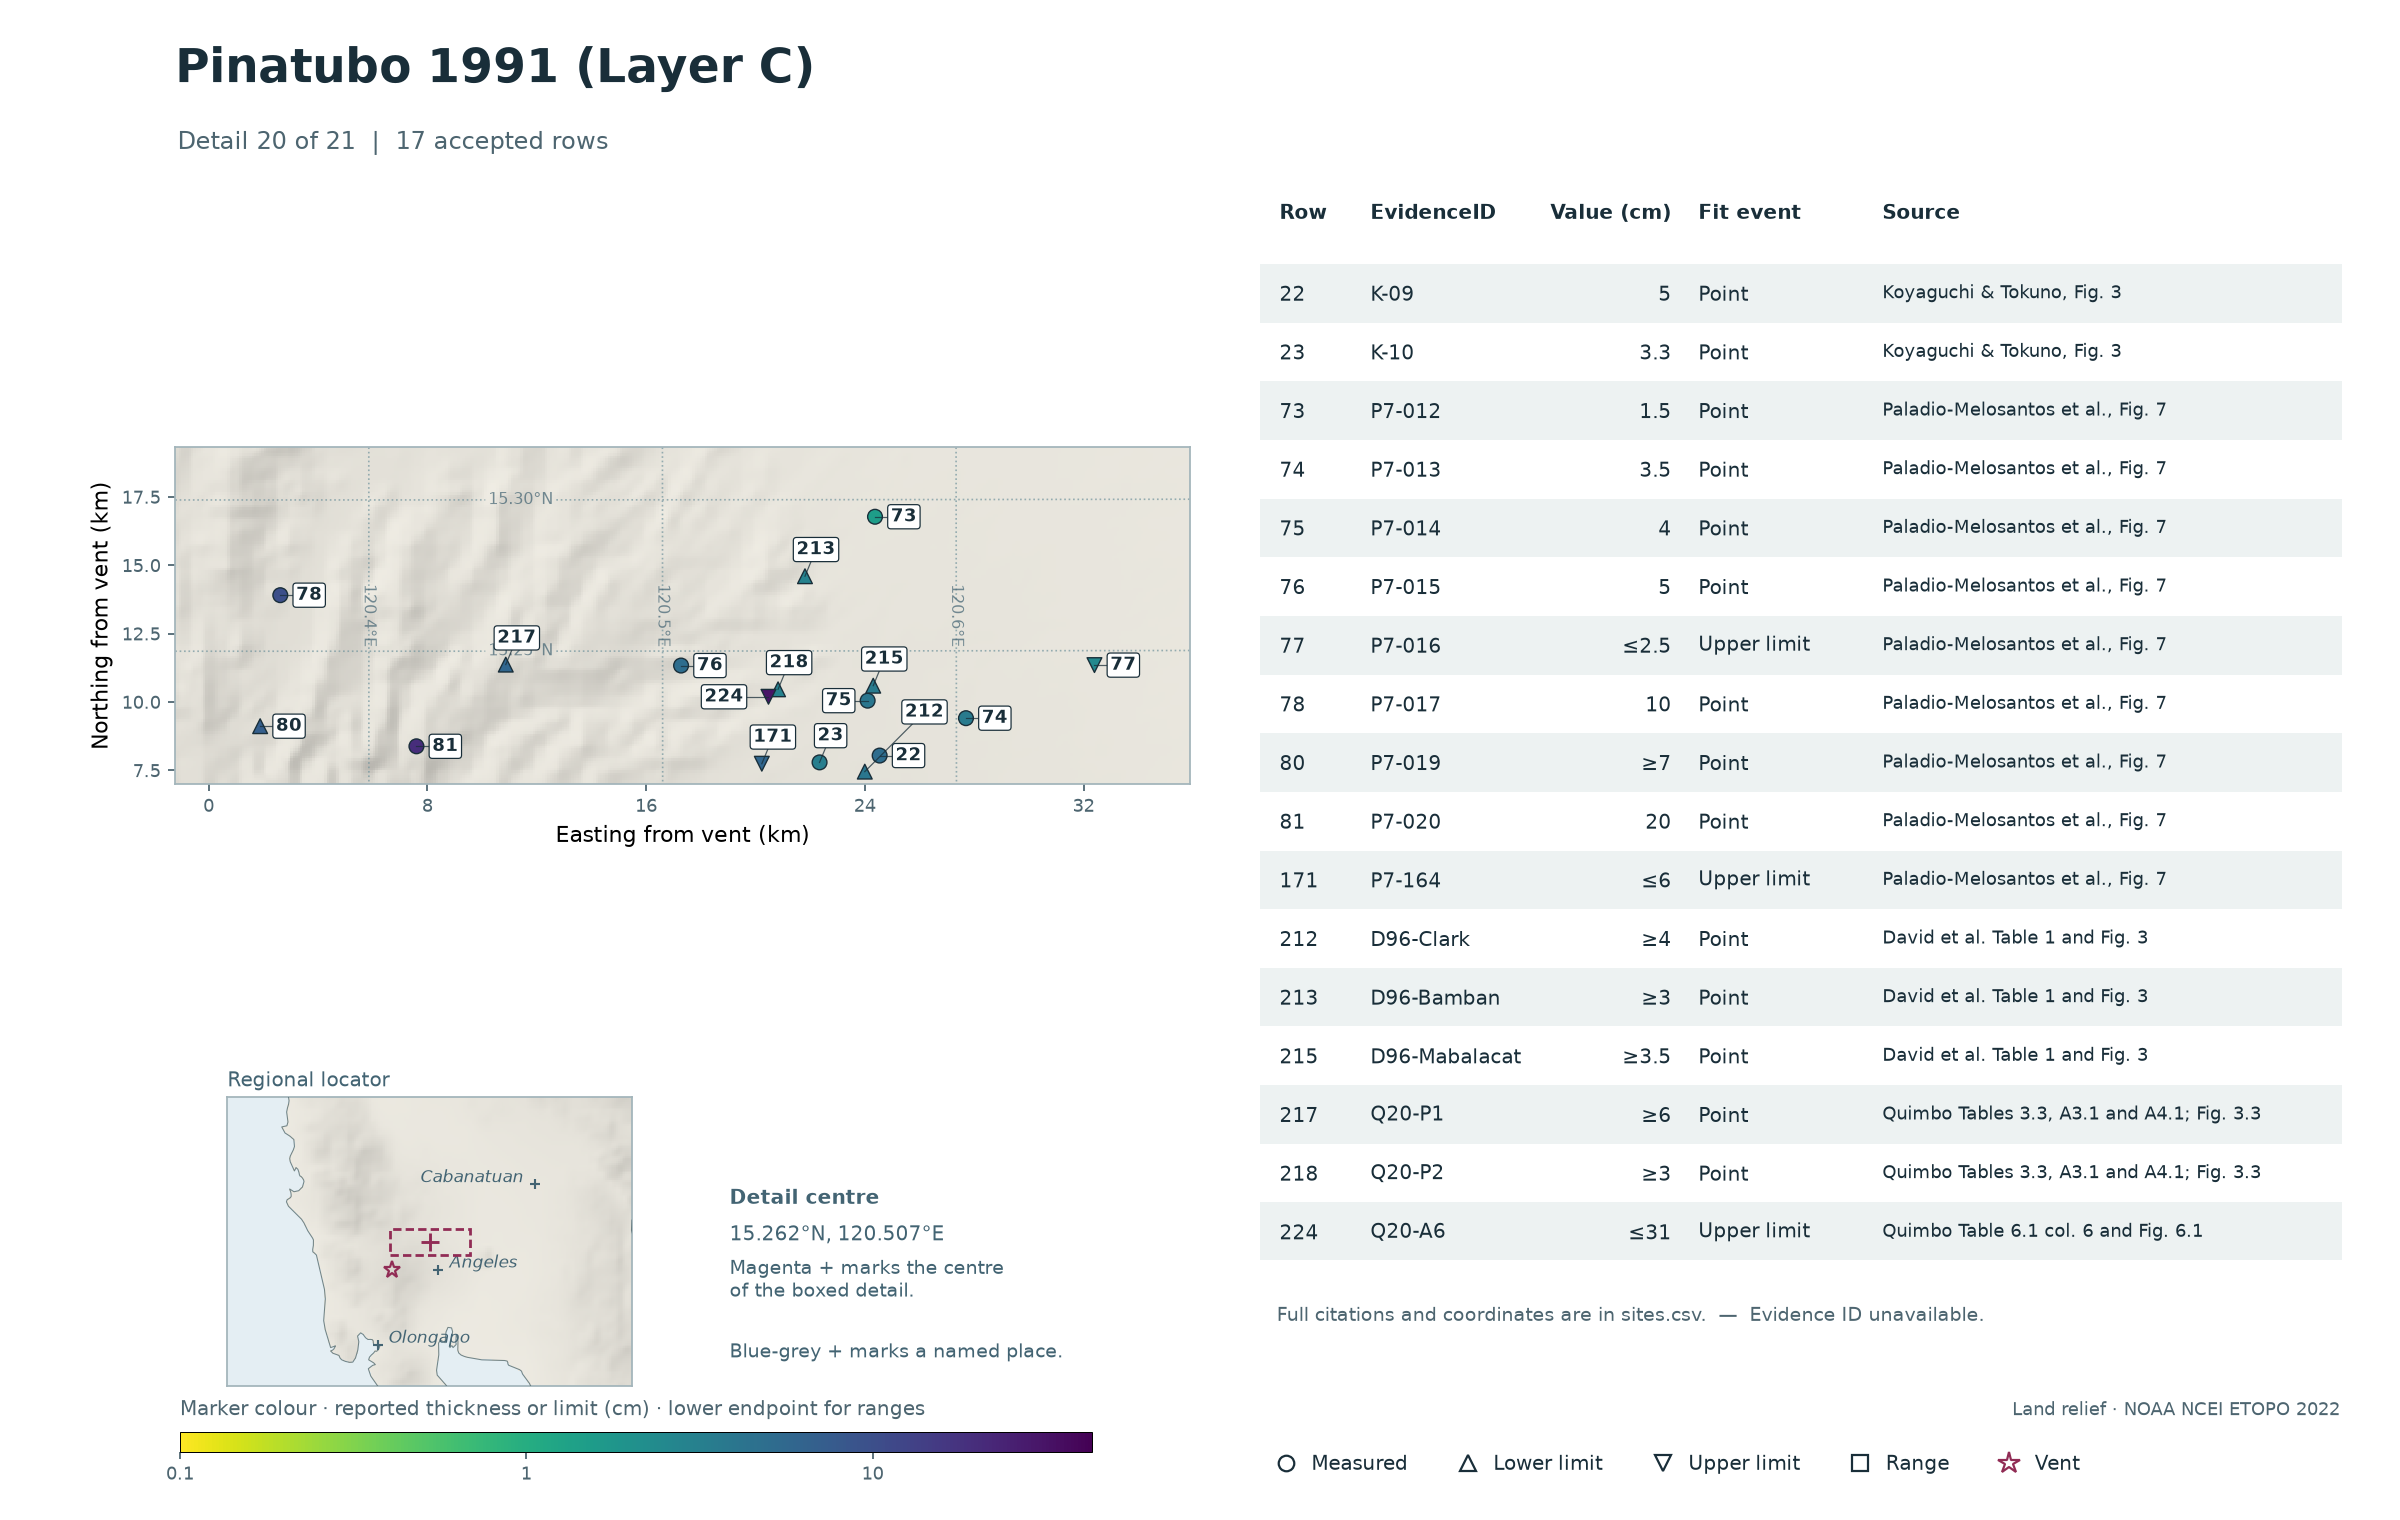 Pinatubo 1991 (Layer C)
Detail 20 of 21 | 17 accepted rows
Row EvidenceID Value (cm) Fit event Source
22 K-09 5 Point Koyaguchi & Tokuno, Fig. 3
23 K-10 3.3 Point Koyaguchi & Tokuno, Fig. 3
73 P7-012 1.5 Point Paladio-Melosantos et al., Fig. 7
74 P7-013 3.5 Point Paladio-Melosantos et al., Fig. 7
75 P7-014 4 Point Paladio-Melosantos et al., Fig. 7
76 P7-015 5 Point Paladio-Melosantos et al., Fig. 7
77 P7-016 ≤2.5 Upper limit Paladio-Melosantos et al., Fig. 7
78 P7-017 10 Point Paladio-Melosantos et al., Fig. 7
80 P7-019 ≥7 Point Paladio-Melosantos et al., Fig. 7
81 P7-020 20 Point Paladio-Melosantos et al., Fig. 7
171 P7-164 ≤6 Upper limit Paladio-Melosantos et al., Fig. 7
212 D96-Clark ≥4 Point David et al. Table 1 and Fig. 3
213 D96-Bamban ≥3 Point David et al. Table 1 and Fig. 3
215 D96-Mabalacat ≥3.5 Point David et al. Table 1 and Fig. 3
217 Q20-P1 ≥6 Point Quimbo Tables 3.3, A3.1 and A4.1; Fig. 3.3
218 Q20-P2 ≥3 Point Quimbo Tables 3.3, A3.1 and A4.1; Fig. 3.3
224 Q20-A6 ≤31 Upper limit Quimbo Table 6.1 col. 6 and Fig. 6.1
Full citations and coordinates are in sites.csv. — Evidence ID unavailable.
Northing from vent (km)
17.5
15.0
12.5
10.0
7.5
15.30°N
120.4°E
120.5°E
120.6°E
73
213
78
217
76
218
215
77
224
75
212
74
80
81
171
23
22
0 8 16 24 32
Easting from vent (km)
Regional locator
Cabanatuan
Angeles
Olongapo
Detail centre
15.262°N, 120.507°E
Magenta + marks the centre
of the boxed detail.
Blue-grey + marks a named place.
Marker colour · reported thickness or limit (cm) · lower endpoint for ranges
0.1 1 10
Land relief · NOAA NCEI ETOPO 2022
Measured Lower limit Upper limit Range Vent